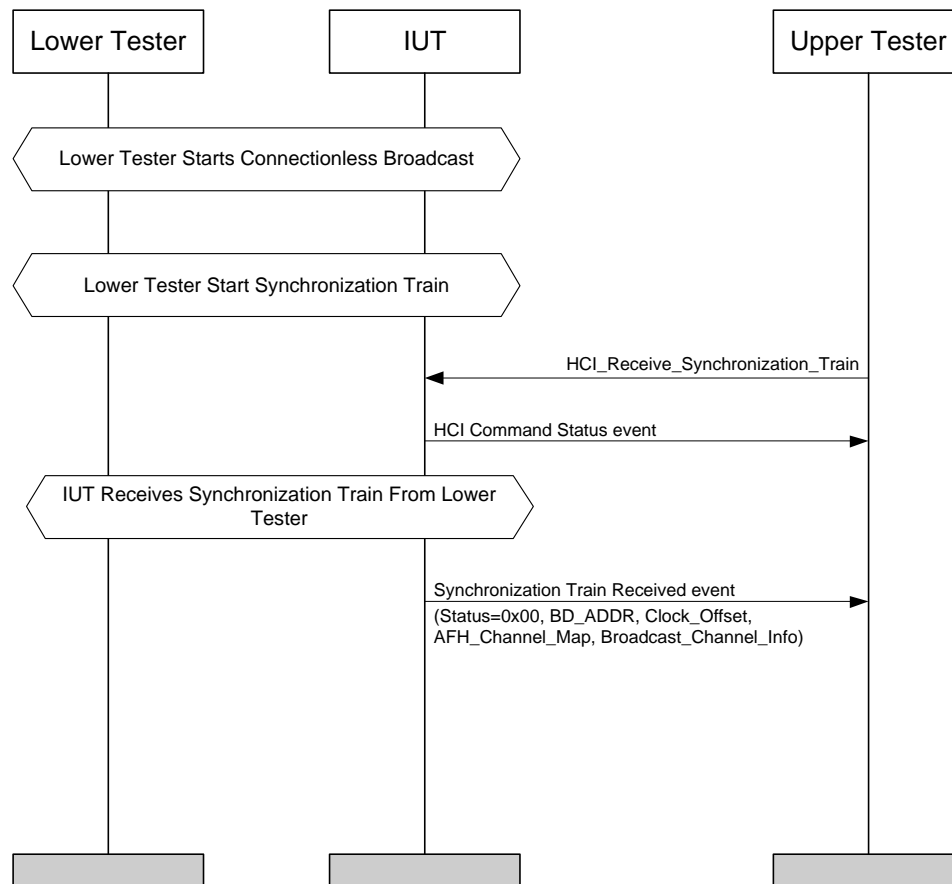 Lower Tester
IUT
Upper Tester
Lower Tester Starts Connectionless Broadcast
Lower Tester Start Synchronization Train
HCI_Receive_Synchronization_Train
HCI Command Status event
IUT Receives Synchronization Train From Lower
Tester
Synchronization Train Received event
(Status=0x00, BD_ADDR, Clock_Offset,
AFH_Channel_Map, Broadcast_Channel_Info)